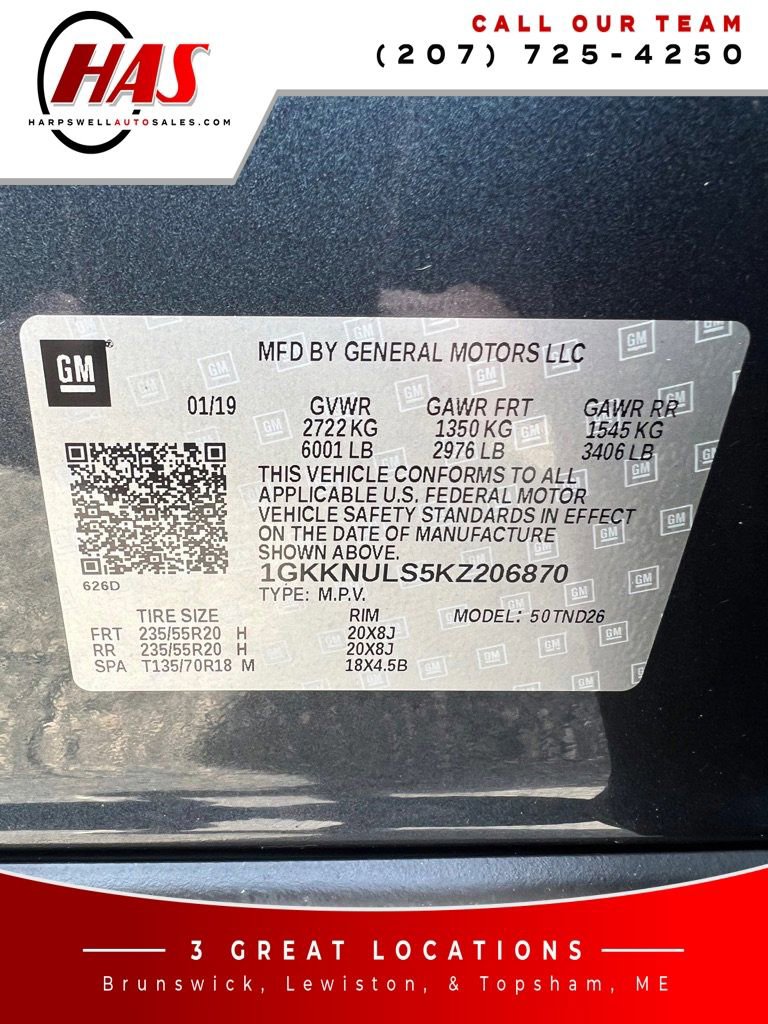 HAS
HARPSWELLAUTOSALES.COM
CALL OUR TEAM
(207) 725-4250
GM
MFD BY GENERAL MOTORS LLC
01/19 GVWR GAWR FRT GAWR RR
2722 KG 1350 KG 1545 KG
6001 LB 2976 LB 3406 LB
THIS VEHICLE CONFORMS TO ALL
APPLICABLE U.S. FEDERAL MOTOR
VEHICLE SAFETY STANDARDS IN EFFECT
ON THE DATE OF MANUFACTURE
SHOWN ABOVE.
626D
1GKKNULS5KZ206870
TYPE: M.P.V.
TIRE SIZE RIM MODEL: 50TND26
FRT 235/55R20 H 20X8J
RR 235/55R20 H 20X8J
SPA T135/70R18 M 18X4.5B
3 GREAT LOCATIONS
Brunswick, Lewiston, & Topsham, ME